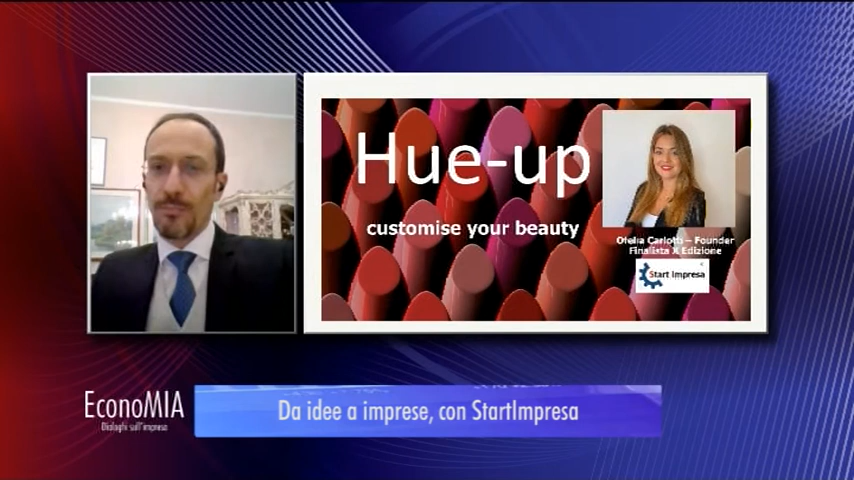 Hue-up
customise your beauty
Ofelia Carlotti – Founder
Finalista X Edizione
Start Impresa
EconoMIA
Dialoghi sull'impresa
Da idee a imprese, con StartImpresa